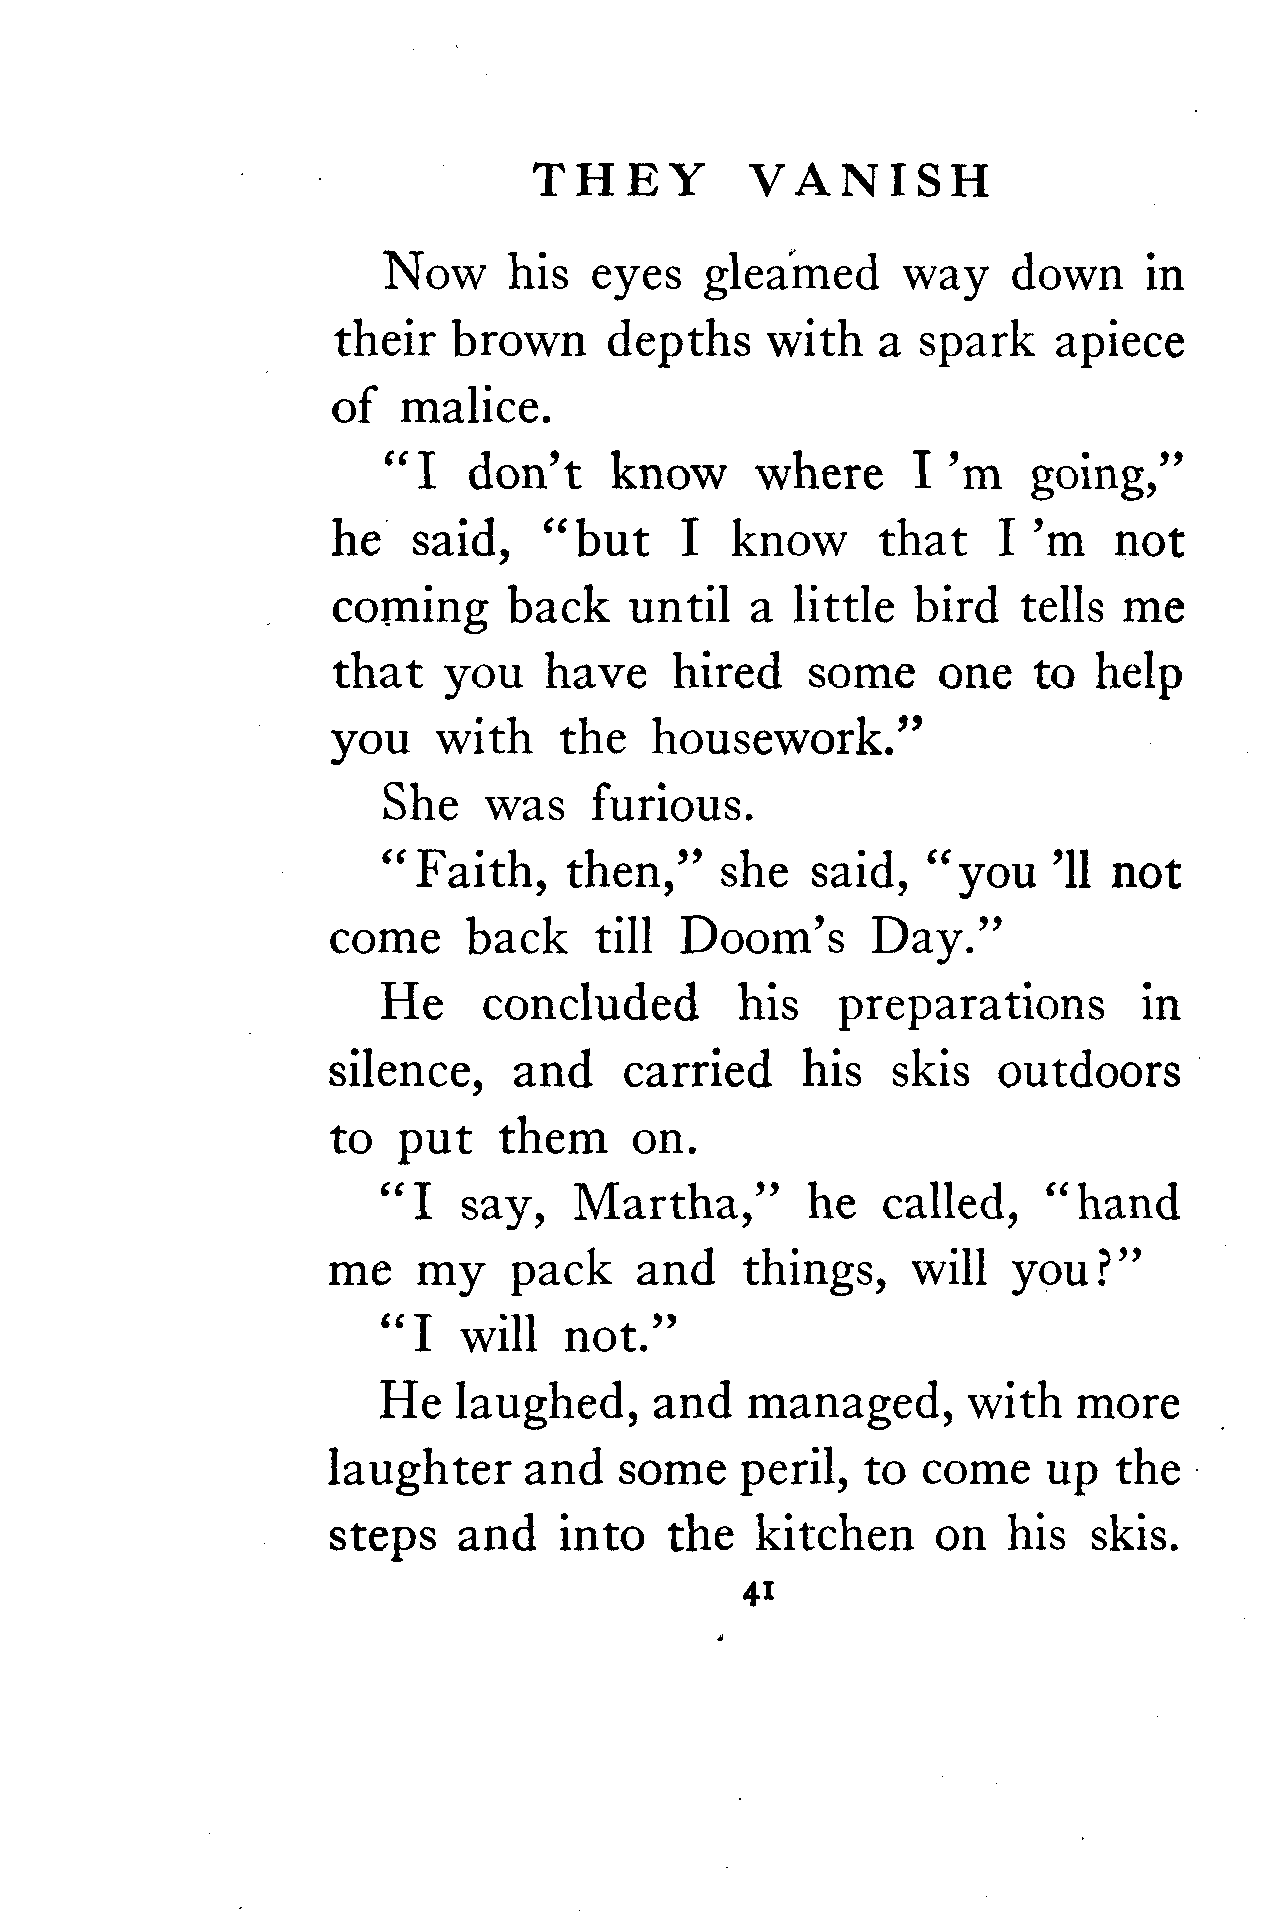 THEY VANISH
Now his eyes gleamed way down in
their brown depths with a spark apiece
of malice.
“I don’t know where I ’m going,”
he said, “but I know that I ’m not
coming back until a little bird tells me
that you have hired some one to help
you with the housework.”
She was furious.
“Faith, then,” she said, “you ’ll not
come back till Doom’s Day.”
He concluded his preparations in
silence, and carried his skis outdoors
to put them on.
“I say, Martha,” he called, “hand
me my pack and things, will you?”
“I will not.”
He laughed, and managed, with more
laughter and some peril, to come up the
steps and into the kitchen on his skis.
41